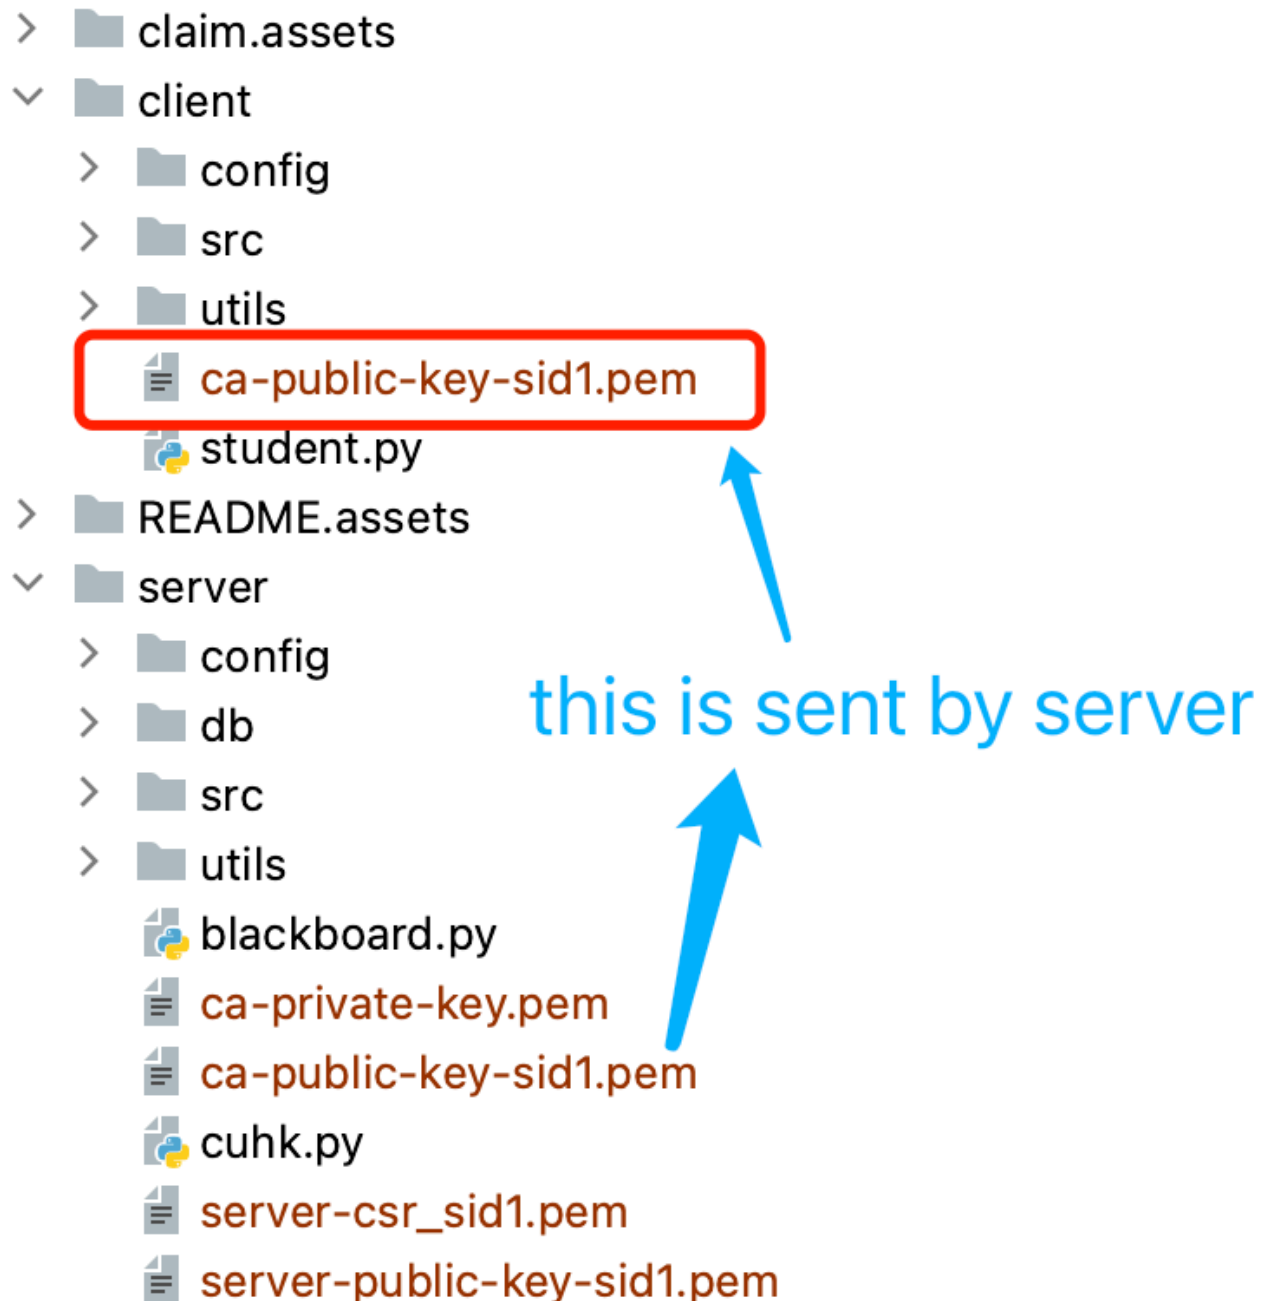 claim.assets
client
config
src
utils
ca-public-key-sid1.pem
student.py
README.assets
server
config
this is sent by server
db
src
utils
blackboard.py
ca-private-key.pem
ca-public-key-sid1.pem
cuhk.py
server-csr_sid1.pem
server-public-key-sid1.pem